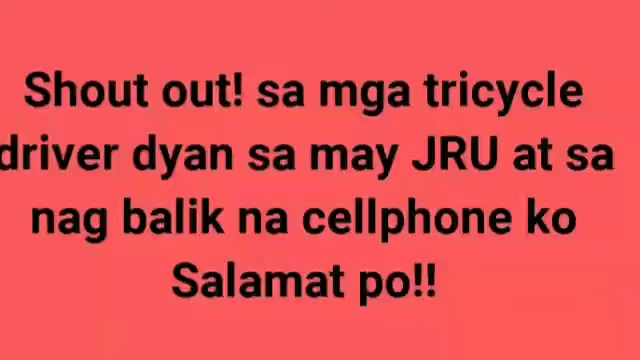 Shout out! sa mga tricycle
driver dyan sa may JRU at sa
nag balik na cellphone ko
Salamat po!!